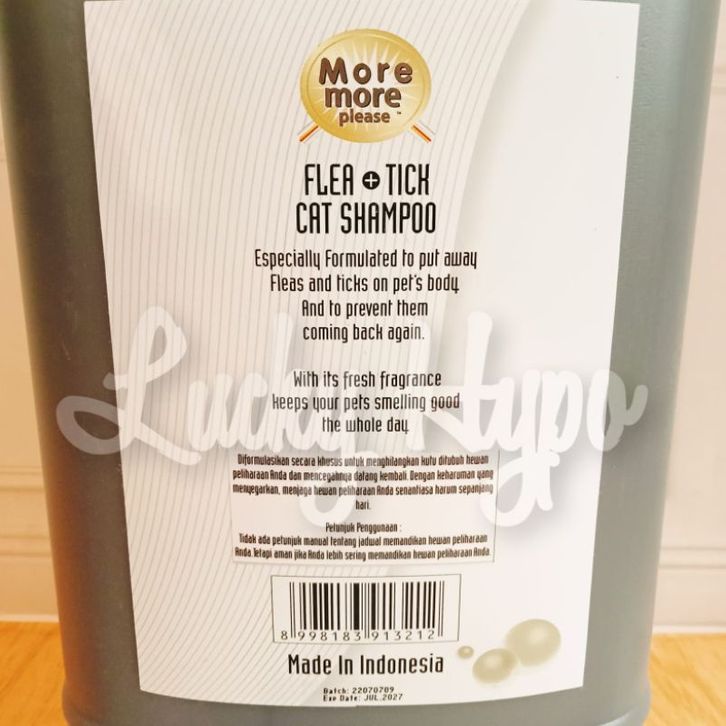 More
more
please ™
FLEA + TICK
CAT SHAMPOO
Especially Formulated to put away
Fleas and ticks on pet's body
And to prevent them
coming back again.
With its fresh fragrance
keeps your pets smelling good
the whole day
Lucky Hypo
Diformulasikan secara khusus untuk menghilangkan kutu ditubuh hewan
peliharaan Anda dan mencegahnya datang kembali. Dengan keharuman yang
menyegarkan, menjaga hewan peliharaan Anda senantiasa harum sepanjang
hari.
Petunjuk Penggunaan :
Tidak ada petunjuk manual tentang jadwal memandikan hewan peliharaan
Anda. Tetapi aman jika Anda lebih sering memandikan hewan peliharaan Anda.
8 998183 913212
Made In Indonesia
Batch: 22070709
Exp Date: JUL.2027